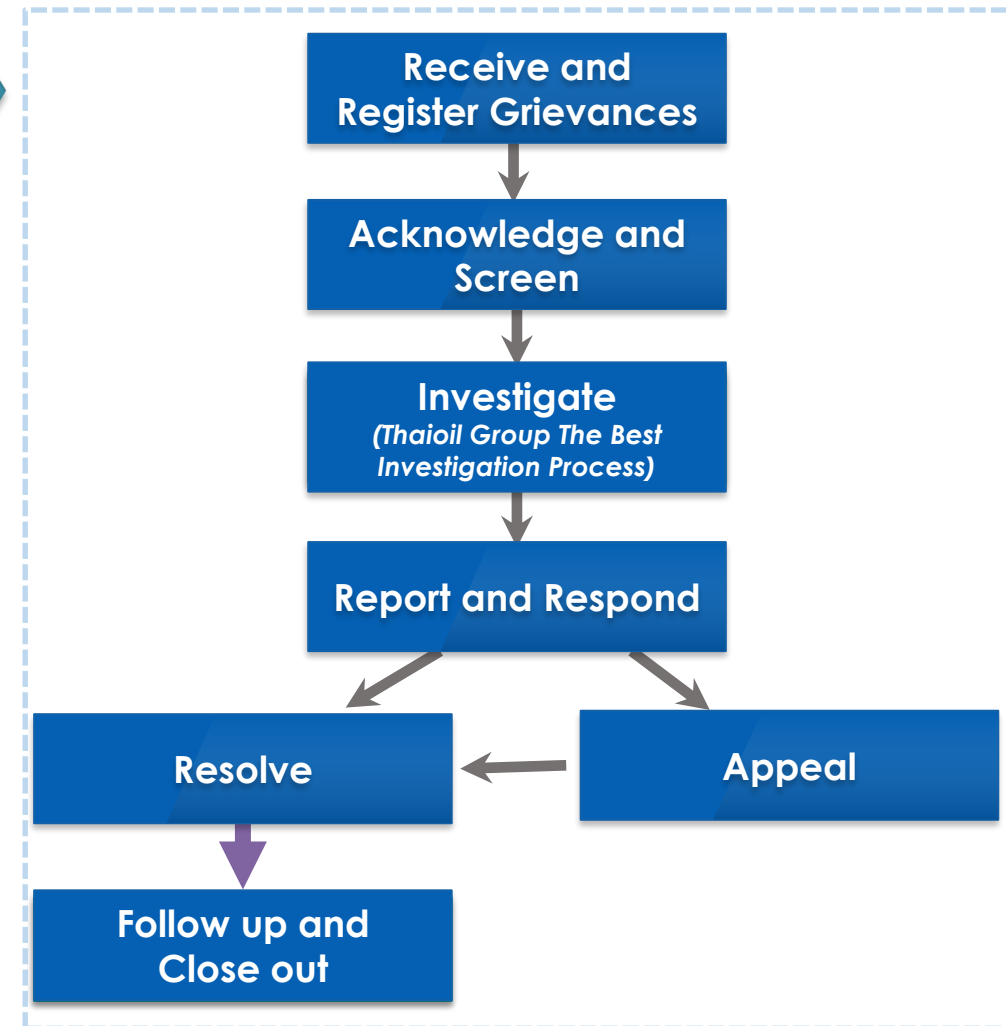 Receive and
Register Grievances
Acknowledge and
Screen
Investigate
(Thaioil Group The Best
Investigation Process)
Report and Respond
Resolve
Appeal
Follow up and
Close out